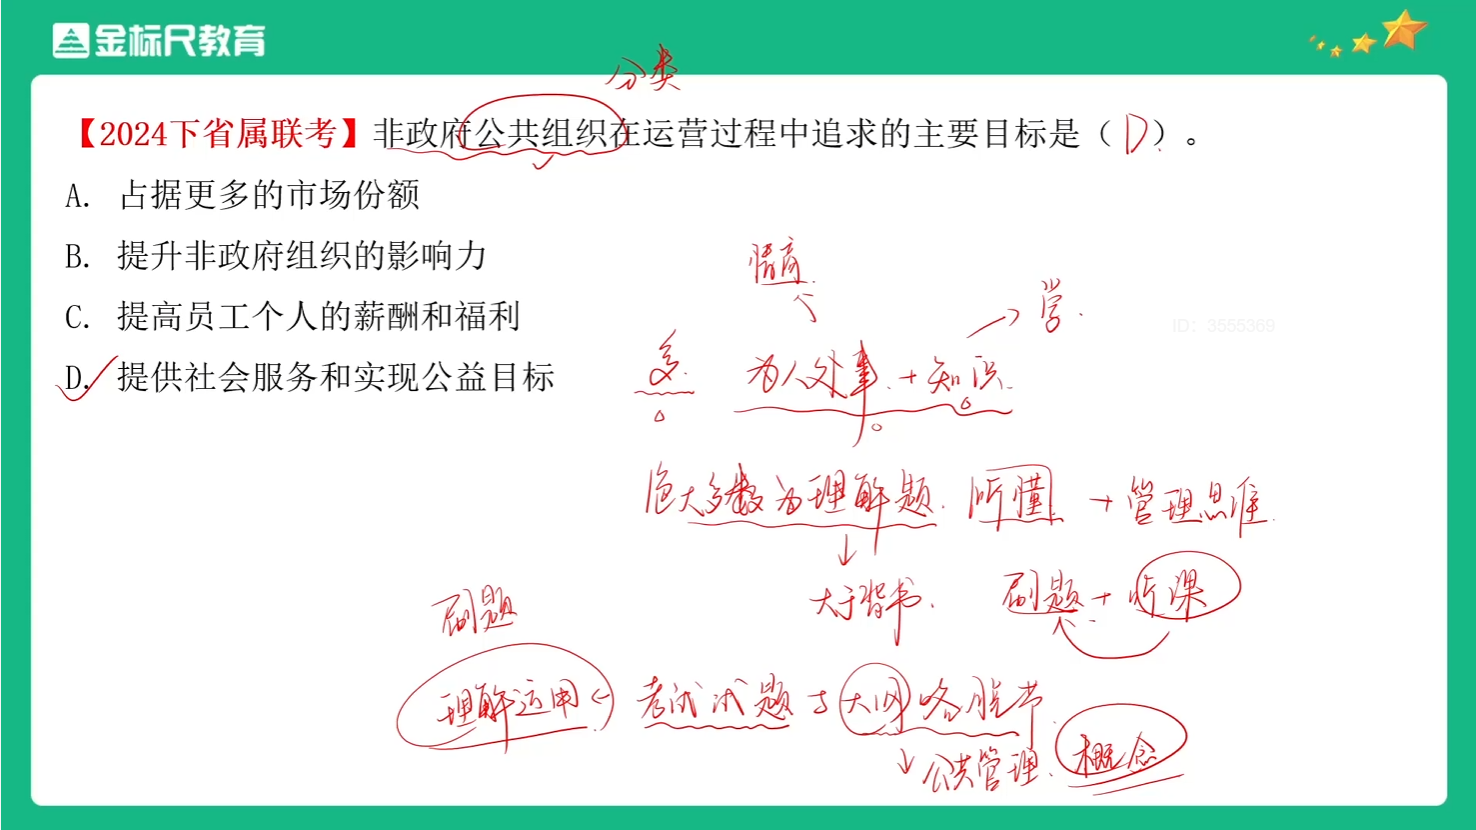 金标尺教育
分类
【2024下省属联考】非政府公共组织在运营过程中追求的主要目标是（D）。
A. 占据更多的市场份额
B. 提升非政府组织的影响力
C. 提高员工个人的薪酬和福利
D. 提供社会服务和实现公益目标
情商
学
ID: 3555369
多 为人处事 + 知识
绝大多数为理解题 听懂 → 管理思维
大于背书 刷题 + 听课
刷题
理解运用 ← 考试试题 与 大纲 略脱节
公共管理 概念